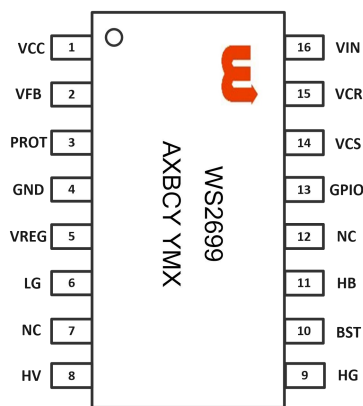 VCC 1 16 VIN
VFB 2 15 VCR
PROT 3 14 VCS
GND 4 13 GPIO
VREG 5 12 NC
LG 6 11 HB
NC 7 10 BST
HV 8 9 HG
WS2699
AXBCY YMX